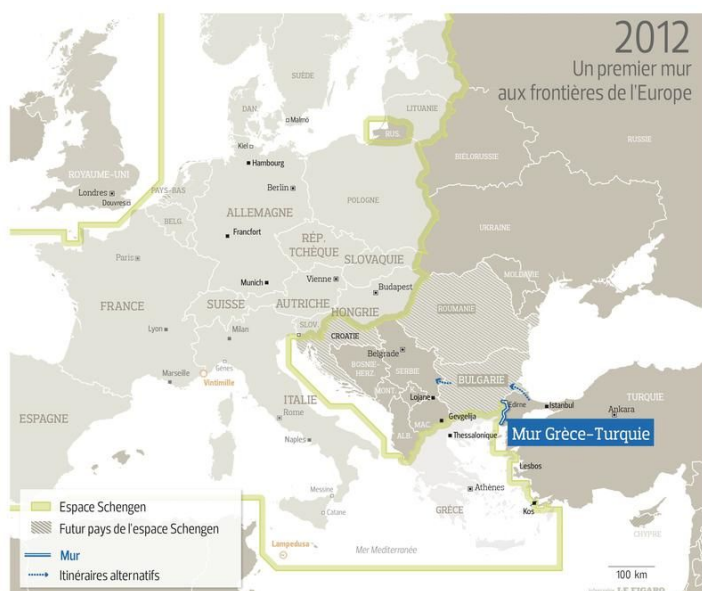 2012
Un premier mur
aux frontières de l'Europe
SUÈDE
DAN.
Malmö
LITUANIE
RUS.
RUSSIE
Kiel
Hambourg
BIÉLORUSSIE
ROYAUME-UNI
Londres
Douvres
PAYS-BAS
Berlin
POLOGNE
BELG.
ALLEMAGNE
Francfort
UKRAINE
Paris
RÉP.
TCHÈQUE
SLOVAQUIE
Munich
Vienne
Budapest
MOLDAVIE
FRANCE
SUISSE
AUTRICHE
HONGRIE
ROUMANIE
Lyon
Milan
SLOV.
CROATIE
Belgrade
Gênes
BOSNIE-
HERZ.
SERBIE
Marseille
Vintimille
MONT.
K.
BULGARIE
ITALIE
Lojane
Edirne
Istanbul
TURQUIE
Ankara
ESPAGNE
Rome
MAC.
Gevgelija
ALB.
Thessalonique
Mur Grèce-Turquie
Naples
Lesbos
Messine
Athènes
Catane
GRÈCE
Kos
CHYPRE
Lampedusa
Mer Mediterranée
Espace Schengen
Futur pays de l'espace Schengen
Mur
Itinéraires alternatifs
100 km
LE FIGARO